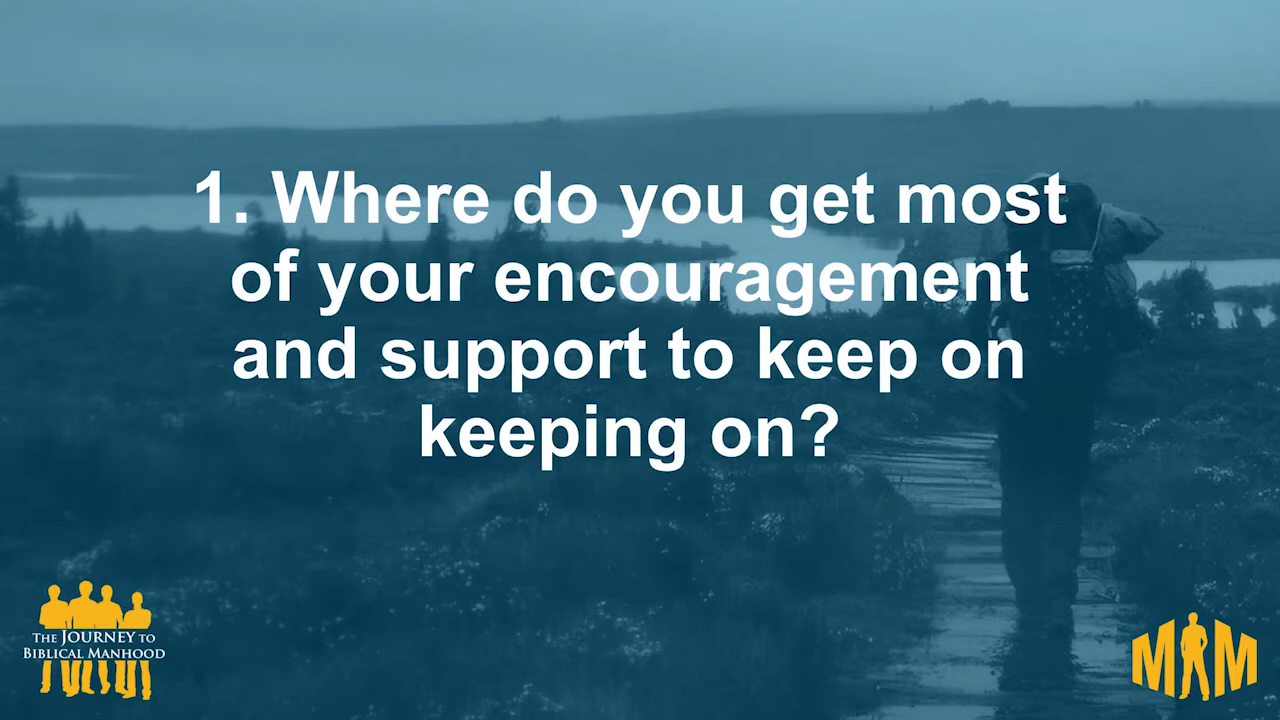 1. Where do you get most
of your encouragement
and support to keep on
keeping on?
THE JOURNEY TO
BIBLICAL MANHOOD
MIM